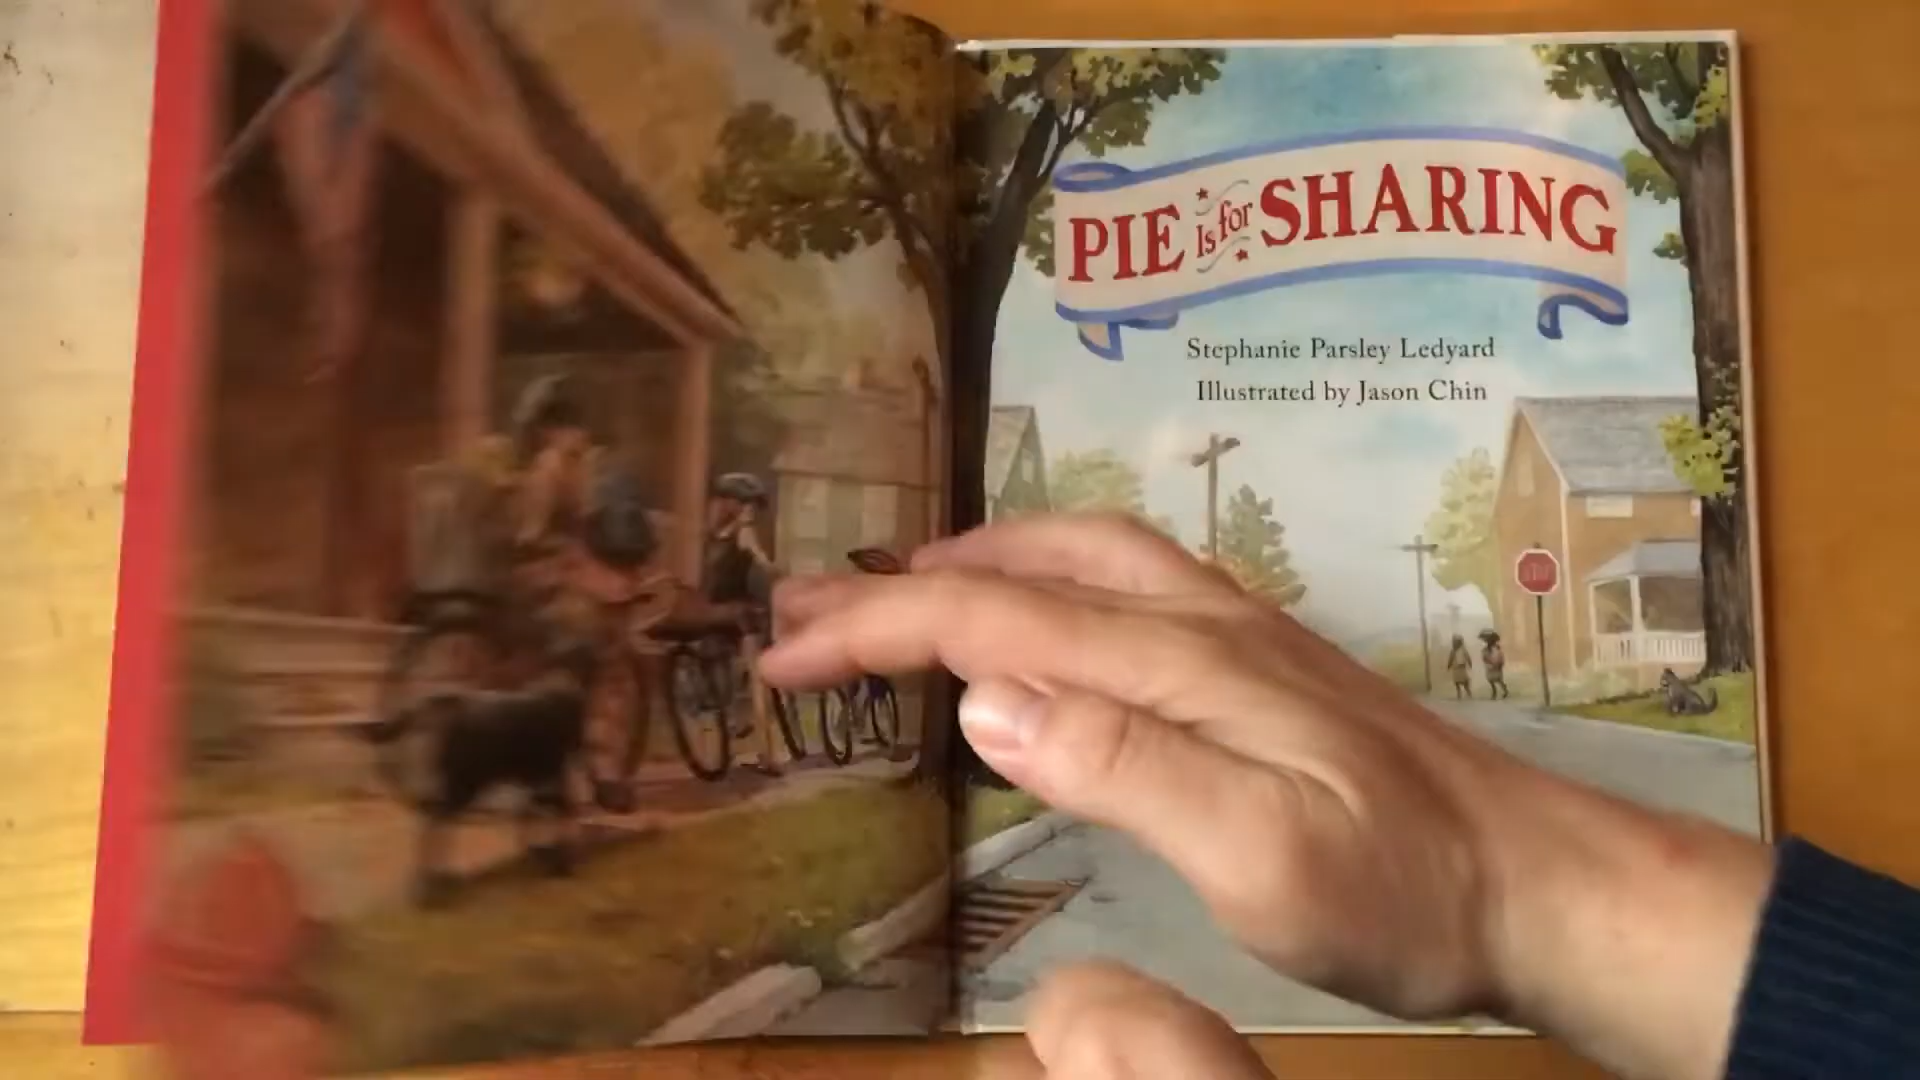 PIE Is for SHARING
Stephanie Parsley Ledyard
Illustrated by Jason Chin
STOP